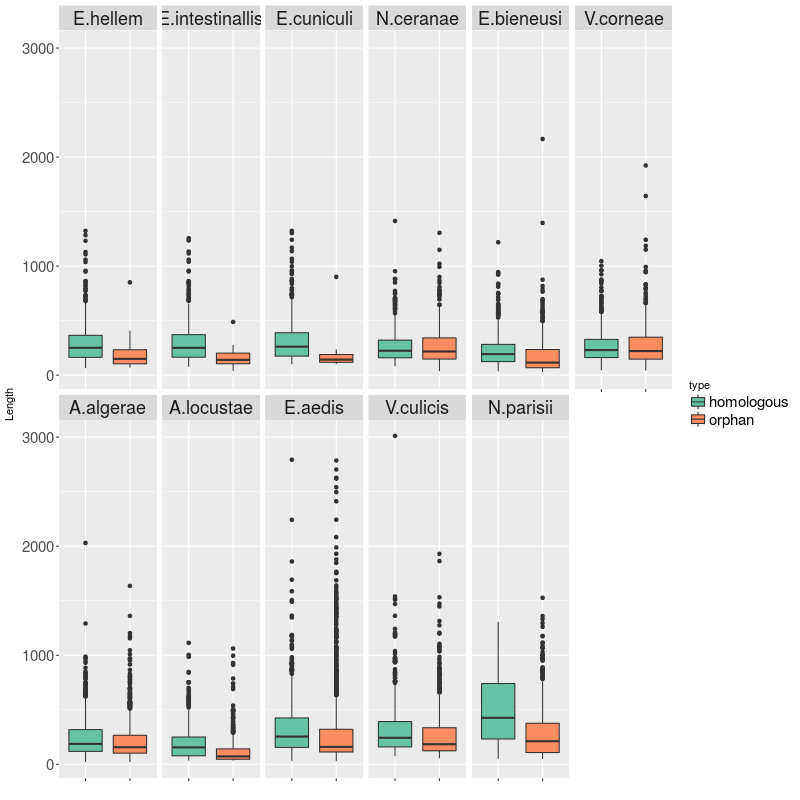 E.hellem
E.intestinallis
E.cuniculi
N.ceranae
E.bieneusi
V.corneae
3000
2000
1000
0
A.algerae
A.locustae
E.aedis
V.culicis
N.parisii
3000
2000
1000
0
Length
type
homologous
orphan